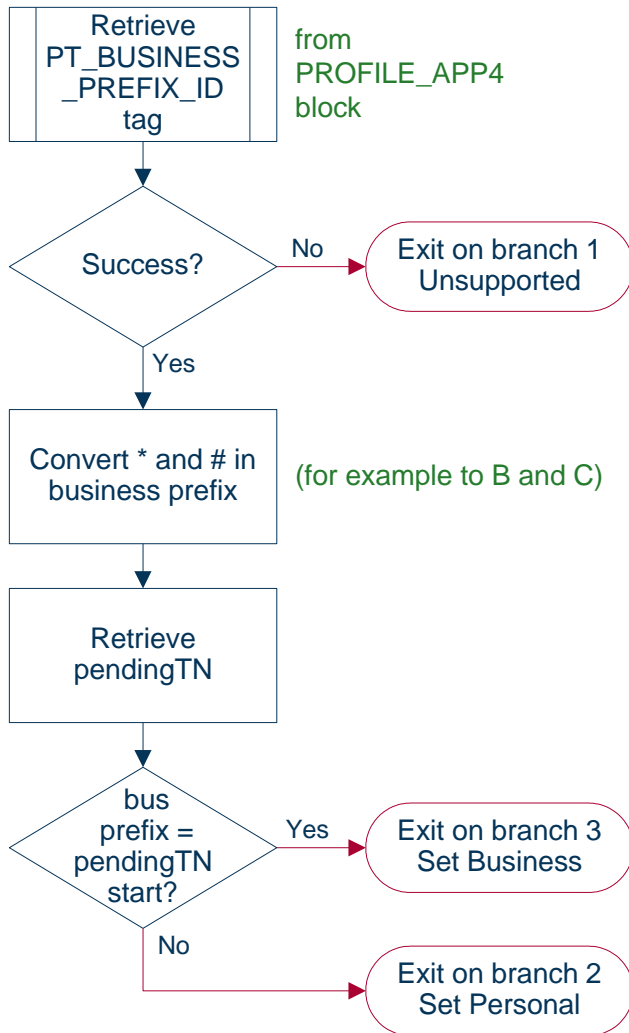 Retrieve
PT_BUSINESS
_PREFIX_ID
tag
from
PROFILE_APP4
block
Success?
No
Exit on branch 1
Unsupported
Yes
Convert * and # in
business prefix
(for example to B and C)
Retrieve
pendingTN
bus
prefix =
pendingTN
start?
Yes
Exit on branch 3
Set Business
No
Exit on branch 2
Set Personal